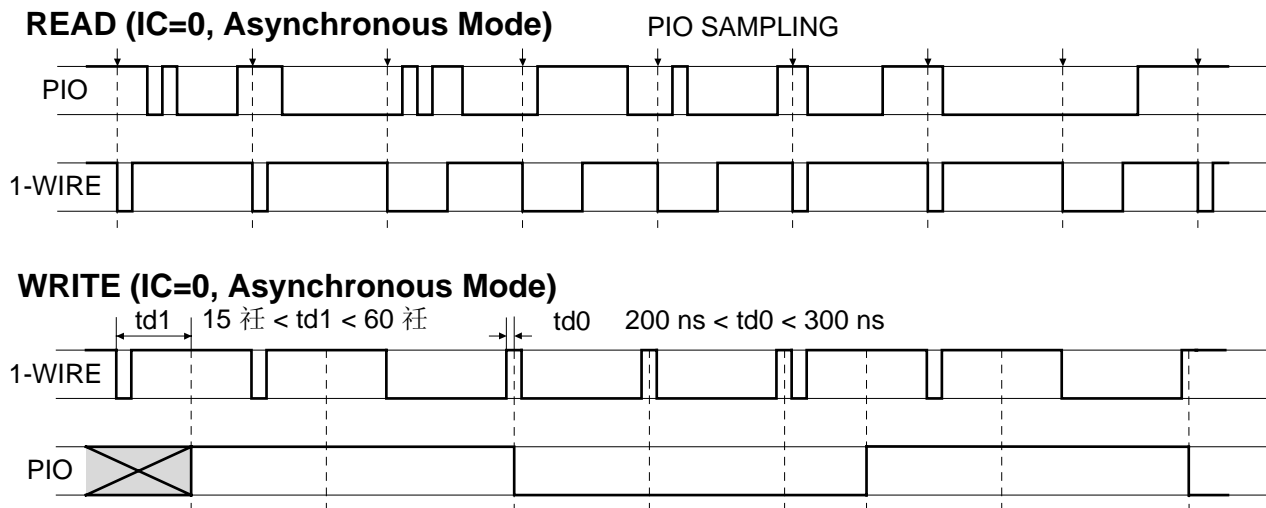 READ (IC=0, Asynchronous Mode) PIO SAMPLING
PIO
1-WIRE
WRITE (IC=0, Asynchronous Mode)
td1 15 祍 < td1 < 60 祍 td0 200 ns < td0 < 300 ns
1-WIRE
PIO